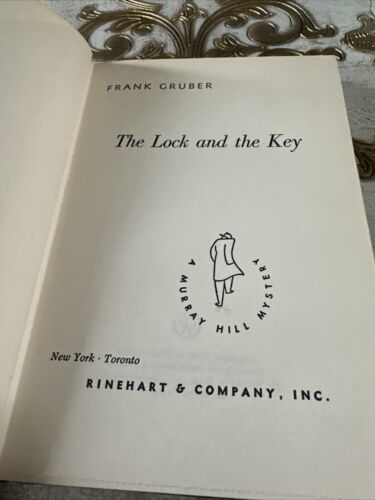 FRANK GRUBER
The Lock and the Key
A MURRAY HILL MYSTERY
New York · Toronto
RINEHART & COMPANY, INC.